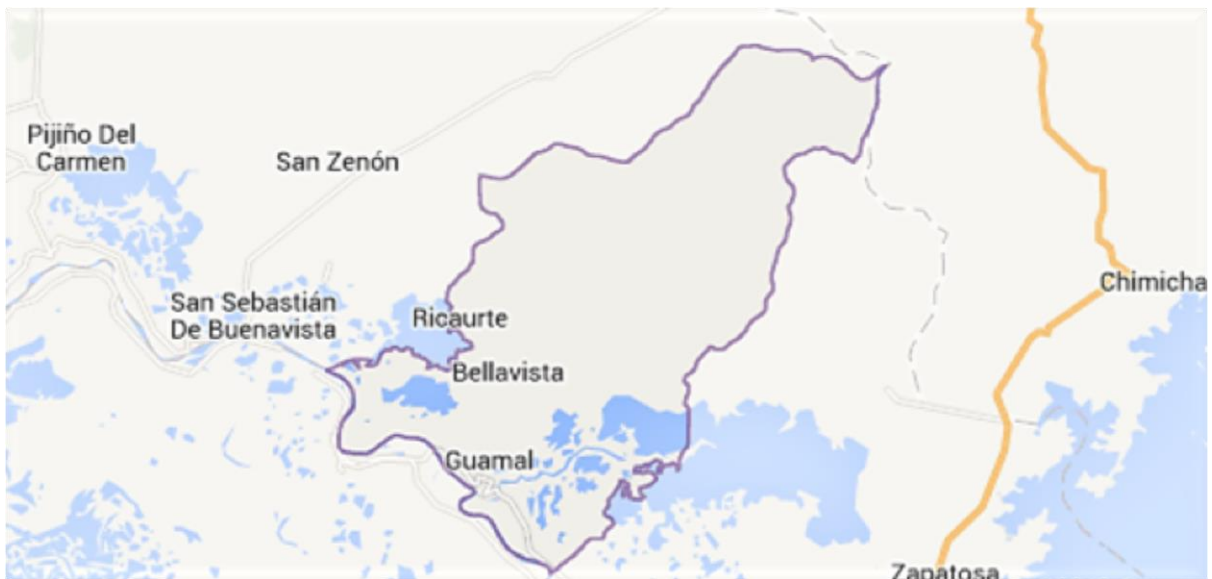 Pijiño Del
Carmen
San Zenón
San Sebastián
De Buenavista
Ricaurte
Chimicha
Bellavista
Guamal
Zapatosa